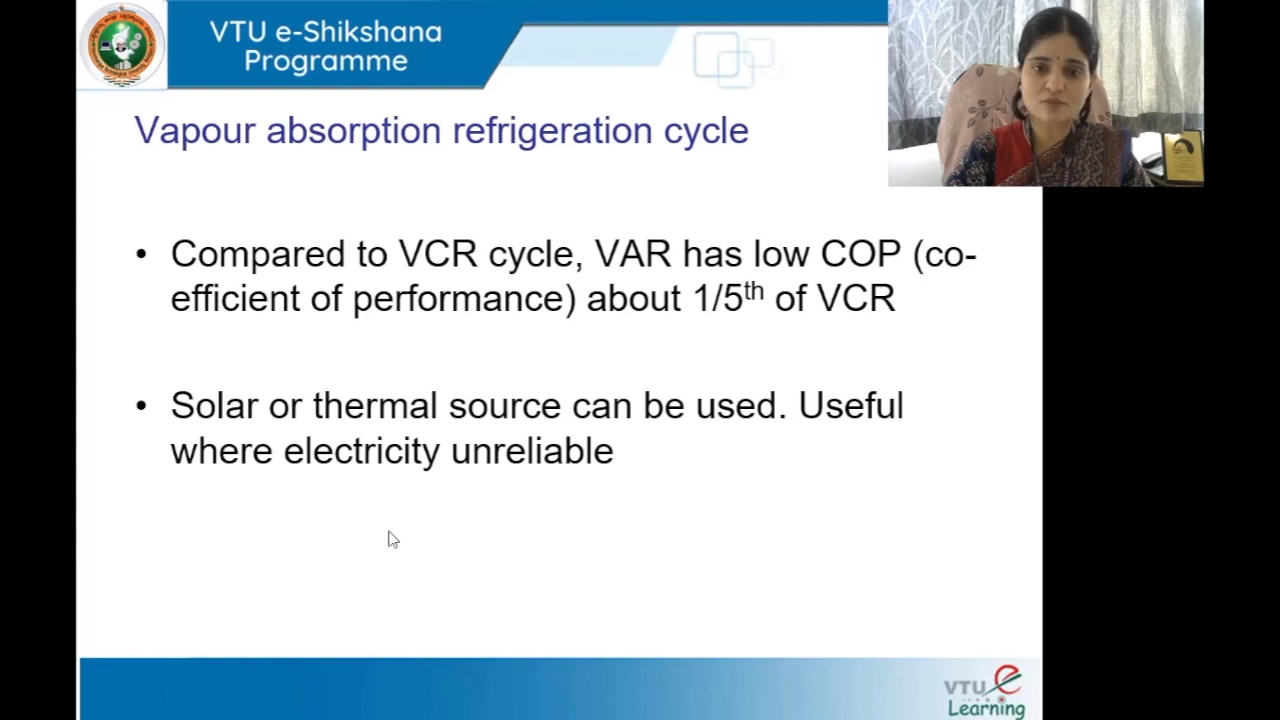 VTU e-Shikshana
Programme
Vapour absorption refrigeration cycle
• Compared to VCR cycle, VAR has low COP (co-
efficient of performance) about 1/5th of VCR
• Solar or thermal source can be used. Useful
where electricity unreliable
VTU e
Learning